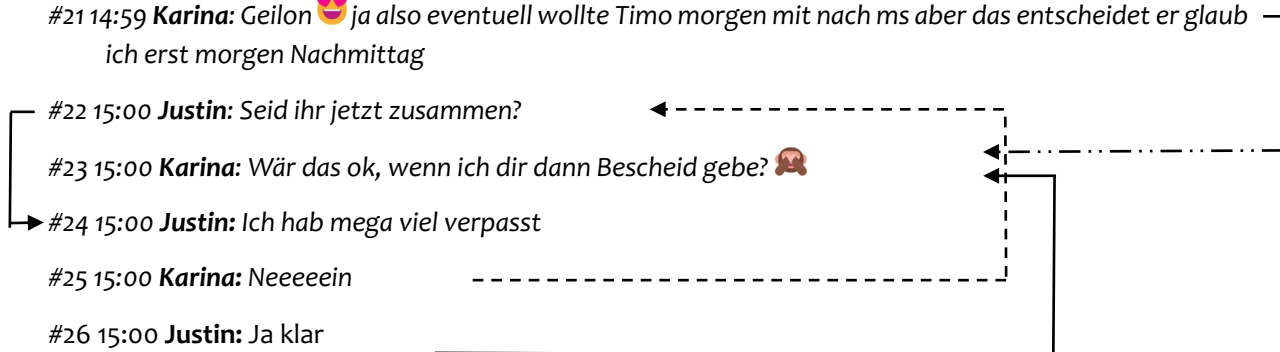 #21 14:59 Karina: Geilon 😍 ja also eventuell wollte Timo morgen mit nach ms aber das entscheidet er glaub
ich erst morgen Nachmittag
#22 15:00 Justin: Seid ihr jetzt zusammen?
#23 15:00 Karina: Wär das ok, wenn ich dir dann Bescheid gebe? 🙈
#24 15:00 Justin: Ich hab mega viel verpasst
#25 15:00 Karina: Neeeeein
#26 15:00 Justin: Ja klar